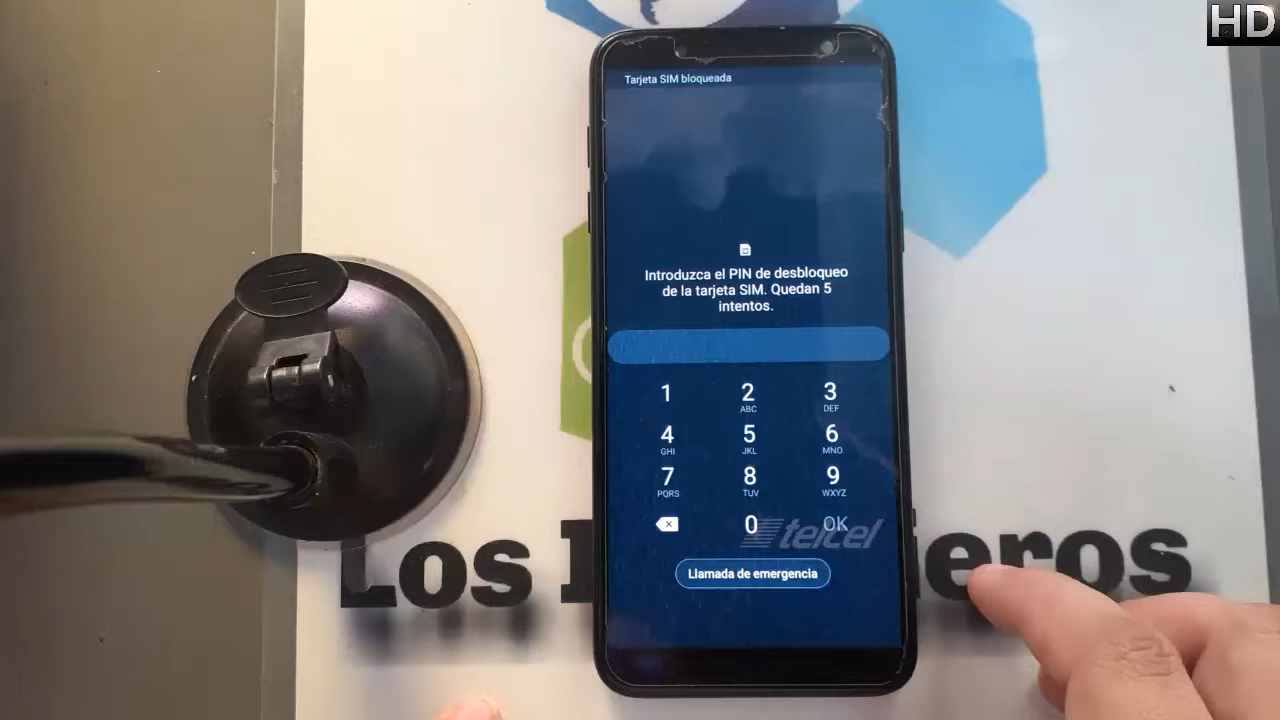 HD
Tarjeta SIM bloqueada
Introduzca el PIN de desbloqueo
de la tarjeta SIM. Quedan 5
intentos.
1 2 3
ABC DEF
4 5 6
GHI JKL MNO
7 8 9
PQRS TUV WXYZ
0 OK
telcel
Llamada de emergencia
Los